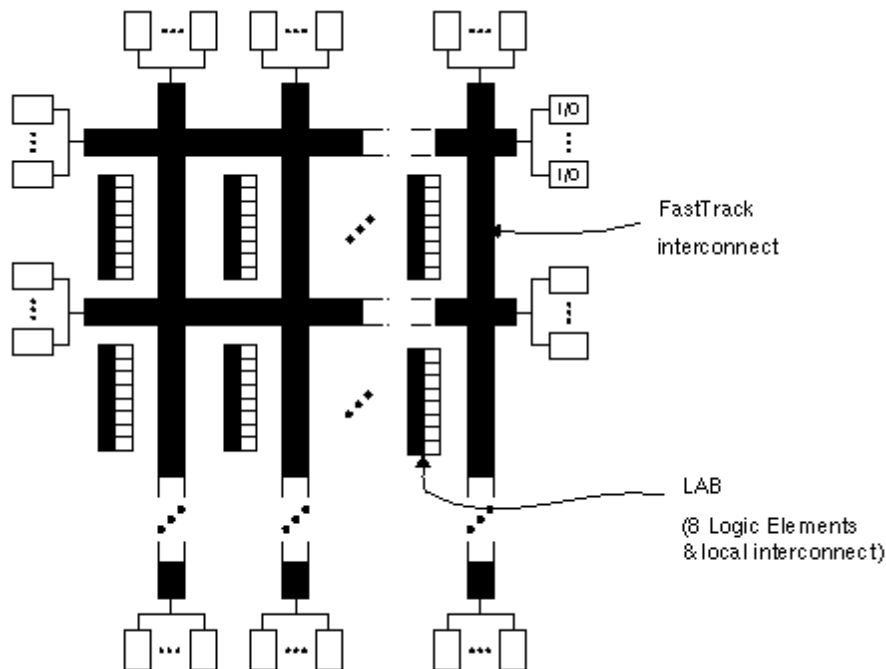 I/O
I/O
FastTrack
interconnect
LAB
(8 Logic Elements
& local interconnect)